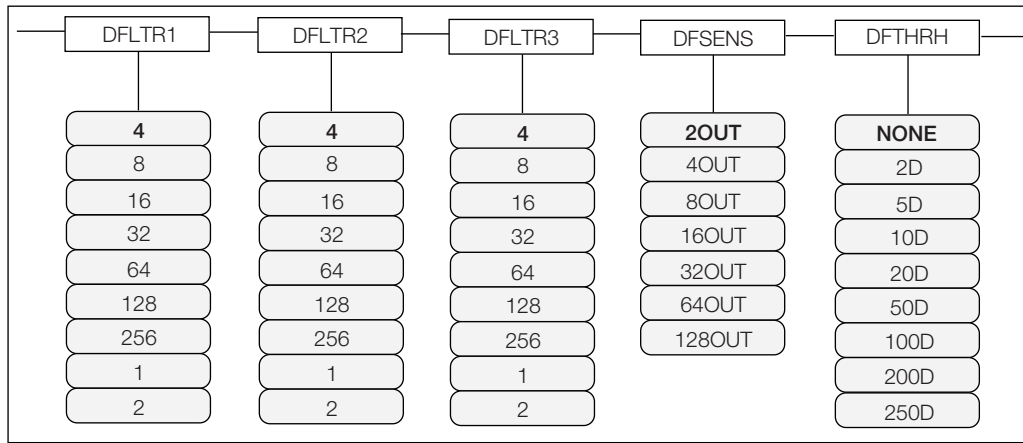 DFLTR1 DFLTR2 DFLTR3 DFSENS DFTHRH
4 4 4 2OUT NONE
8 8 8 4OUT 2D
16 16 16 8OUT 5D
32 32 32 16OUT 10D
64 64 64 32OUT 20D
128 128 128 64OUT 50D
256 256 256 128OUT 100D
1 1 1 200D
2 2 2 250D